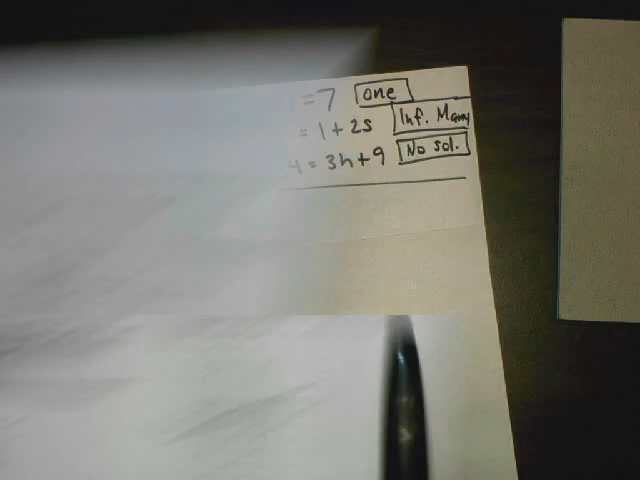 = 7 one
= 1 + 2s Inf. Many
4 = 3h + 9 No sol.